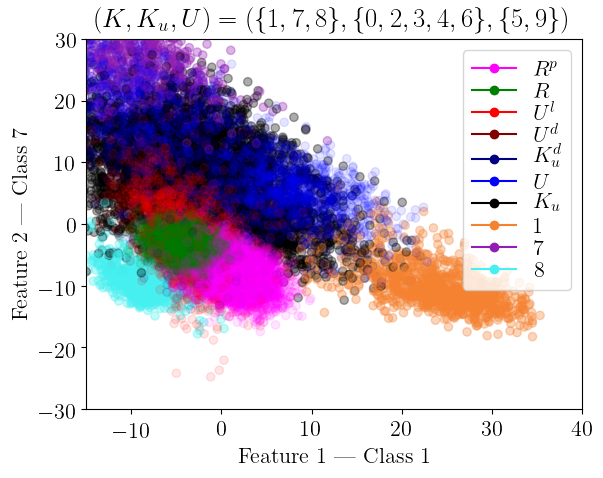 (K, K_u, U) = ({1, 7, 8}, {0, 2, 3, 4, 6}, {5, 9})
30
20
10
0
−10
−20
−30
Feature 2 — Class 7
−10
0
10
20
30
40
Feature 1 — Class 1
R^p
R
U^l
U^d
K_u^d
U
K_u
1
7
8